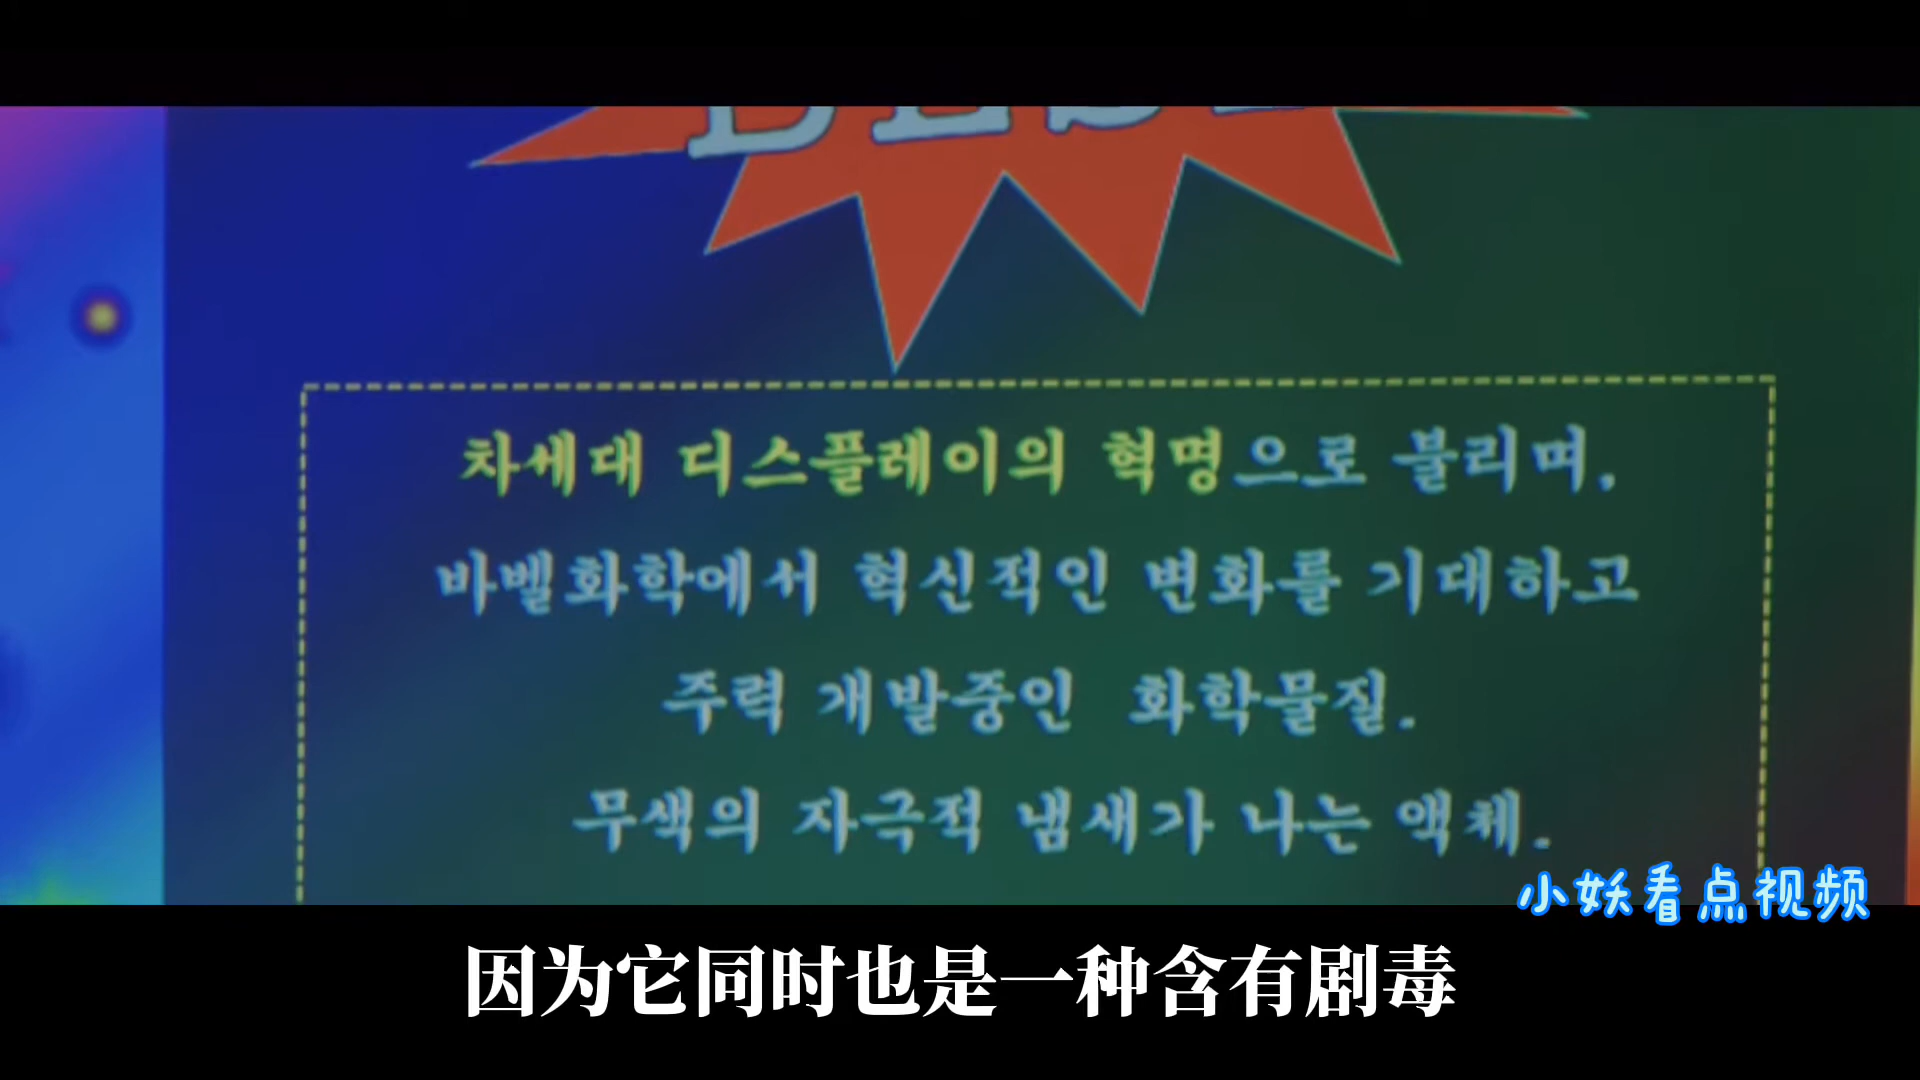 차세대 디스플레이의 혁명으로 불리며,
바벨화학에서 혁신적인 변화를 기대하고
주력 개발중인 화학물질.
무색의 자극적 냄새가 나는 액체.
小妖看点视频
因为它同时也是一种含有剧毒